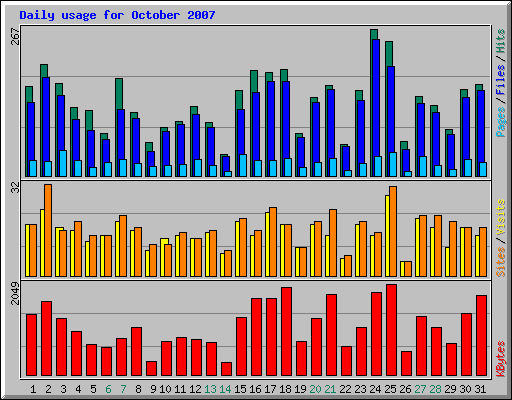 Daily usage for October 2007
267
Pages / Files / Hits
32
Sites / Visits
2049
KBytes
1 2 3 4 5 6 7 8 9 10 11 12 13 14 15 16 17 18 19 20 21 22 23 24 25 26 27 28 29 30 31